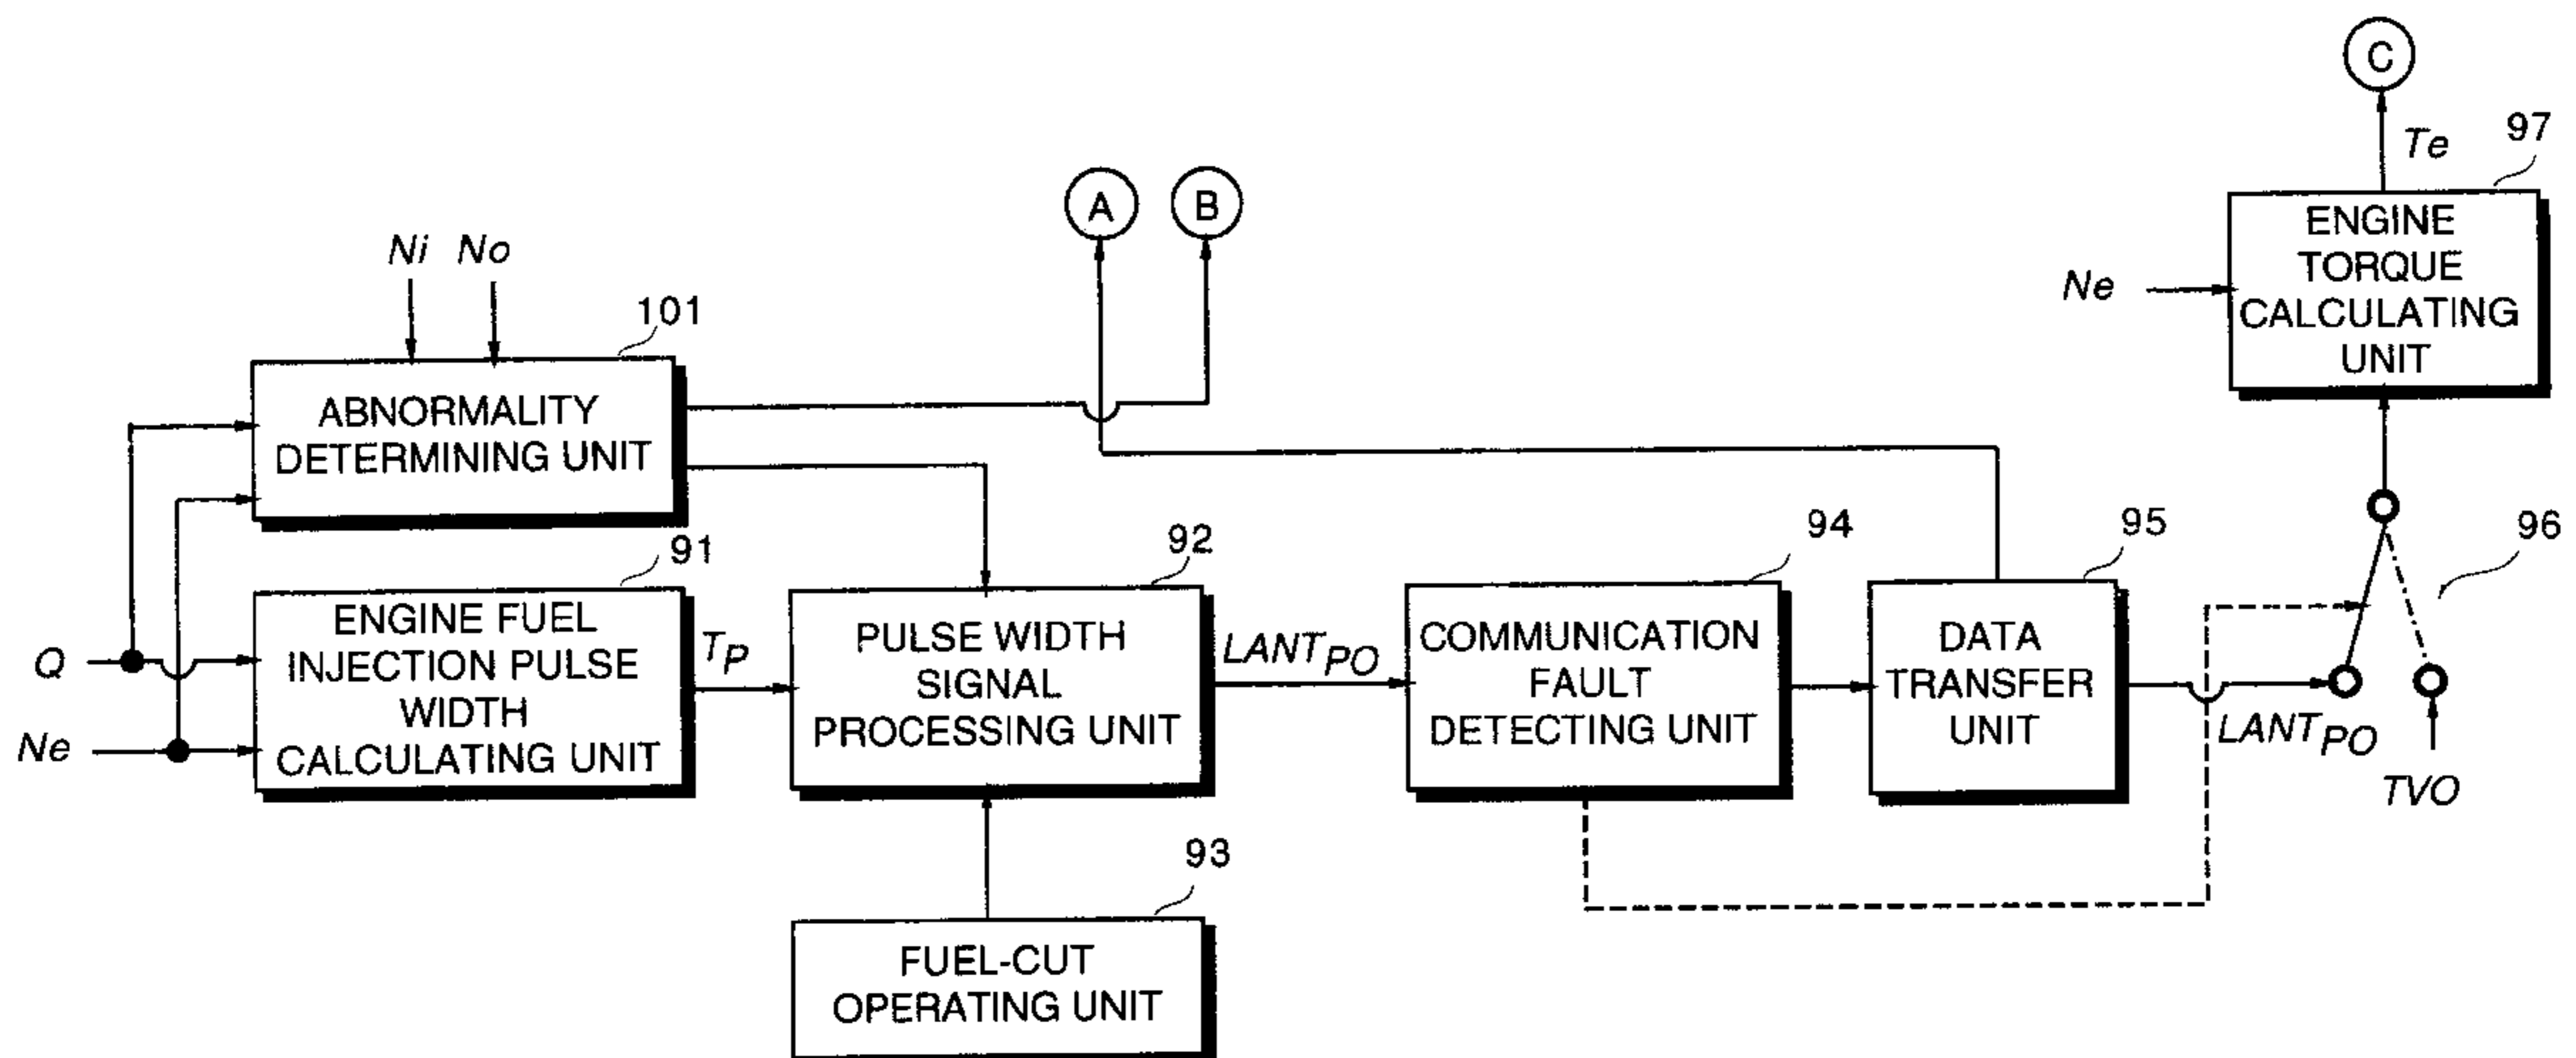 C
Te
97
ENGINE
TORQUE
CALCULATING
UNIT
Ne
A
B
Ni
No
101
ABNORMALITY
DETERMINING UNIT
91
ENGINE FUEL
INJECTION PULSE
WIDTH
CALCULATING UNIT
Q
Ne
TP
92
PULSE WIDTH
SIGNAL
PROCESSING UNIT
LANTPO
94
COMMUNICATION
FAULT
DETECTING UNIT
95
DATA
TRANSFER
UNIT
LANTPO
96
TVO
93
FUEL-CUT
OPERATING UNIT